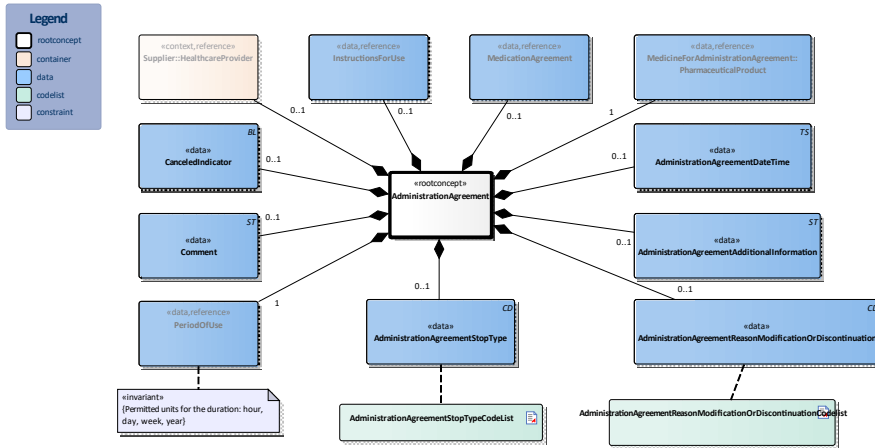 Legend
rootconcept
container
data
codelist
constraint
«context,reference»
Supplier::HealthcareProvider
«data,reference»
InstructionsForUse
«data,reference»
MedicationAgreement
«data,reference»
MedicineForAdministrationAgreement::
PharmaceuticalProduct
0..1
0..1
0..1
1
BL
«data»
CanceledIndicator
0..1
«rootconcept»
AdministrationAgreement
0..1
TS
«data»
AdministrationAgreementDateTime
ST
«data»
Comment
0..1
0..1
ST
«data»
AdministrationAgreementAdditionalInformation
«data,reference»
PeriodOfUse
1
0..1
CD
«data»
AdministrationAgreementStopType
0..1
«data»
AdministrationAgreementReasonModificationOrDiscontinuation
«invariant»
{Permitted units for the duration: hour,
day, week, year}
AdministrationAgreementStopTypeCodeList
AdministrationAgreementReasonModificationOrDiscontinuationCodelist